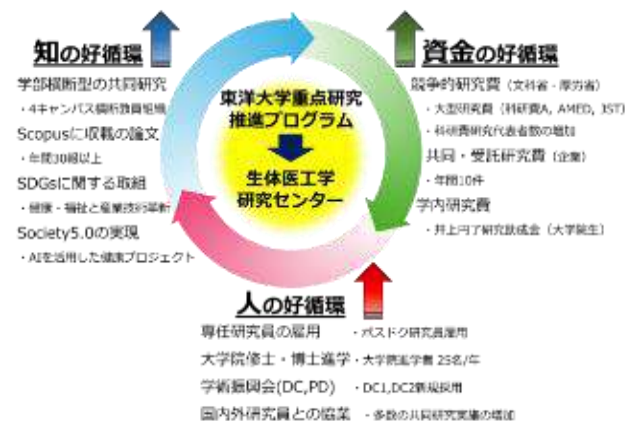 知の好循環
学部横断型の共同研究
・4キャンパス横断教員組織
Scopusに収載の論文
・年間30報以上
SDGsに関する取組
・健康・福祉と産業技術革新
Society5.0の実現
・AIを活用した健康プロジェクト
東洋大学重点研究
推進プログラム
生体医工学
研究センター
資金の好循環
競争的研究費（文科省・厚労省）
・大型研究費（科研費A, AMED, JST）
・科研費研究代表者数の増加
共同・受託研究費（企業）
・年間10件
学内研究費
・井上円了研究助成会（大学院生）
人の好循環
専任研究員の雇用 ・ポスドク研究員雇用
大学院修士・博士進学 ・大学院進学者 25名/年
学術振興会(DC,PD) ・DC1,DC2新規採用
国内外研究員との協業 ・多数の共同研究実施の増加